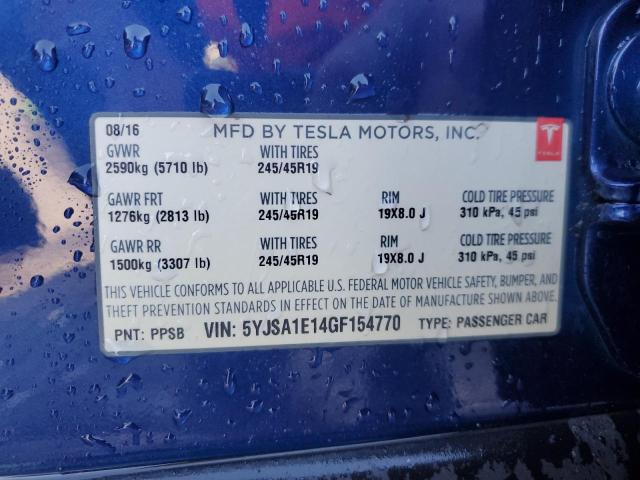 08/16 MFD BY TESLA MOTORS, INC.
GVWR WITH TIRES
2590kg (5710 lb) 245/45R19
GAWR FRT WITH TIRES RIM COLD TIRE PRESSURE
1276kg (2813 lb) 245/45R19 19X8.0 J 310 kPa, 45 psi
GAWR RR WITH TIRES RIM COLD TIRE PRESSURE
1500kg (3307 lb) 245/45R19 19X8.0 J 310 kPa, 45 psi
THIS VEHICLE CONFORMS TO ALL APPLICABLE U.S. FEDERAL MOTOR VEHICLE SAFETY, BUMPER, AND
THEFT PREVENTION STANDARDS IN EFFECT ON THE DATE OF MANUFACTURE SHOWN ABOVE.
PNT: PPSB VIN: 5YJSA1E14GF154770 TYPE: PASSENGER CAR